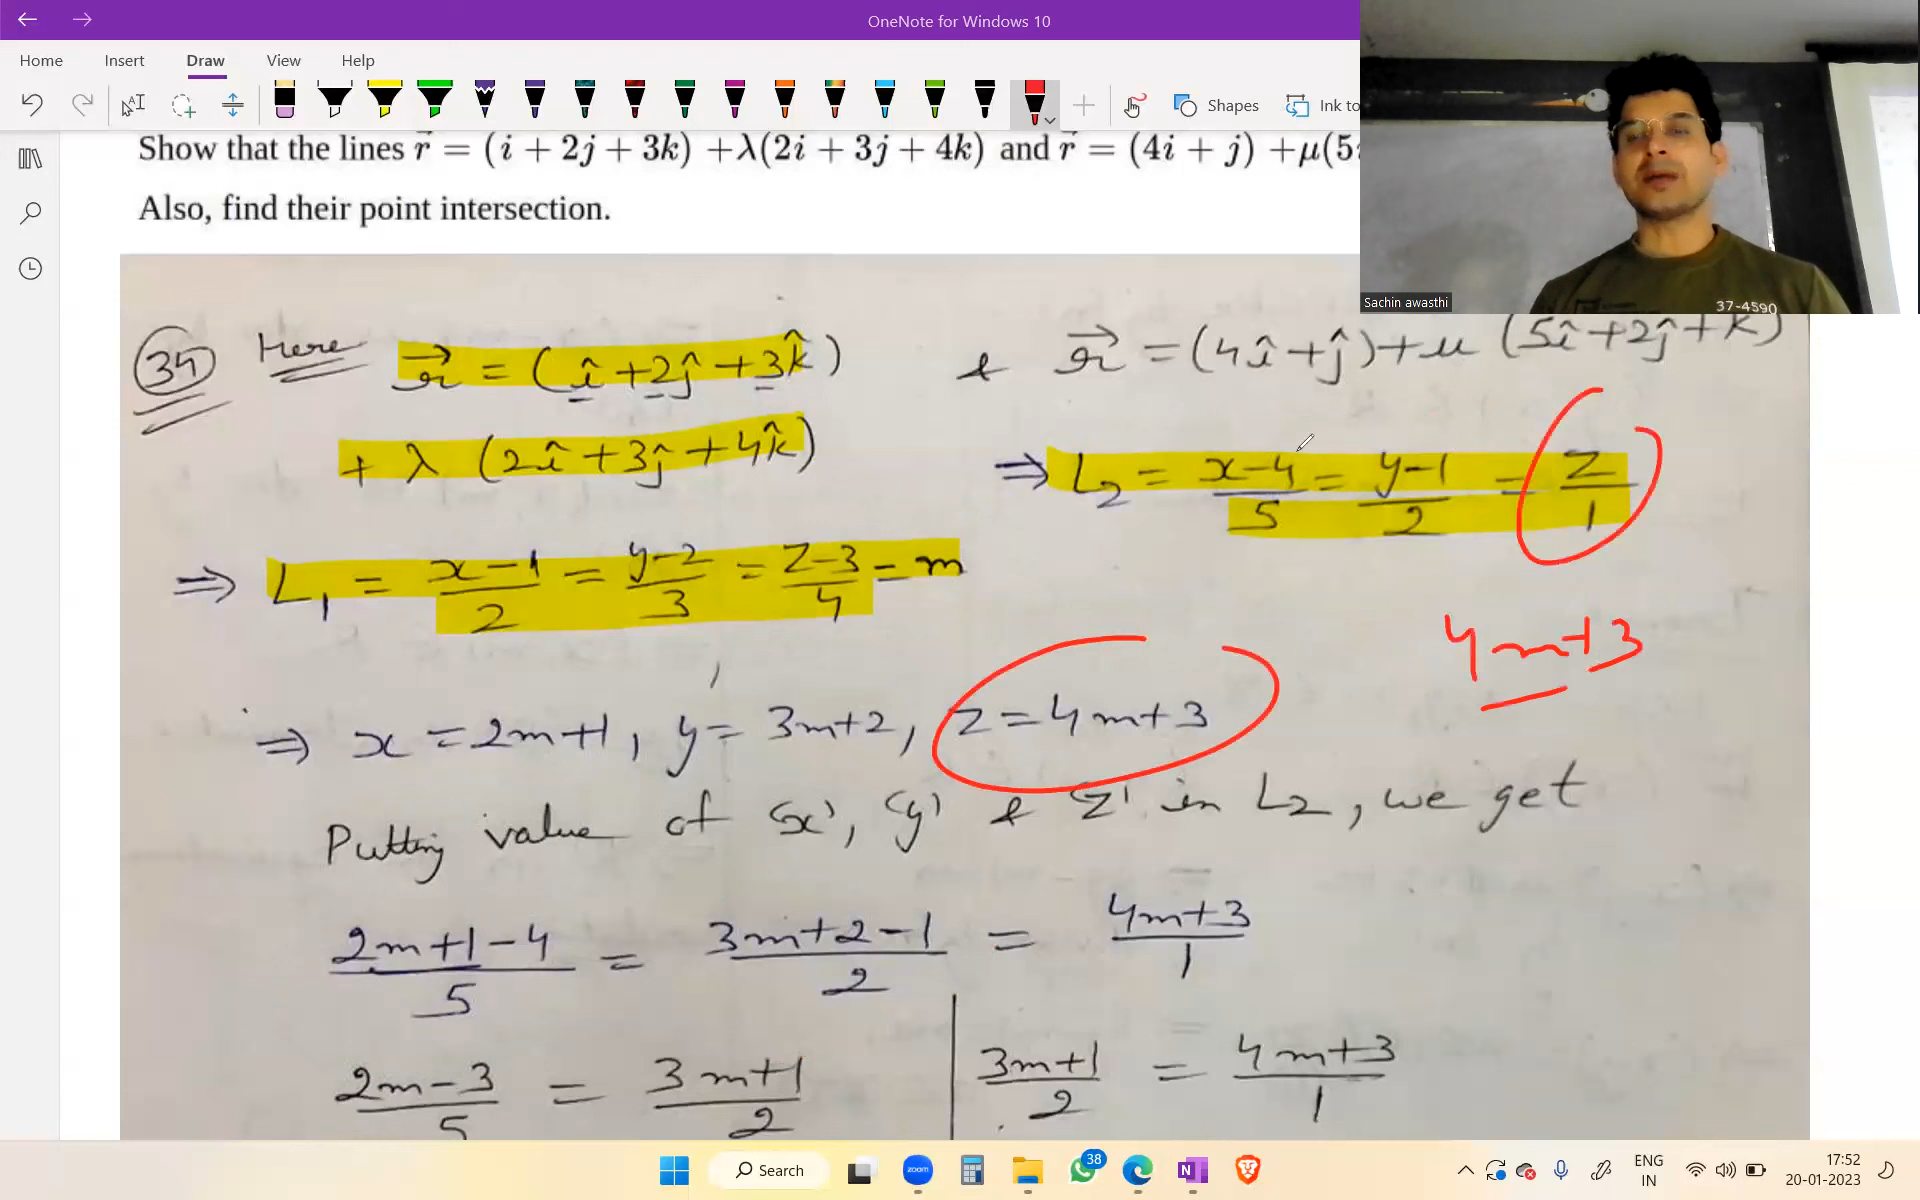 OneNote for Windows 10
Home Insert Draw View Help
Shapes Ink to
Show that the lines r⃗ = (i + 2j + 3k) +λ(2i + 3j + 4k) and r⃗ = (4i + j) +μ(5
Also, find their point intersection.
Sachin awasthi
37-4590
34 Here r⃗ = (î+2ĵ+3k̂) & r⃗ = (4î+ĵ)+μ (5î+2ĵ+k̂)
+ λ (2î+3ĵ+4k̂)
⇒ L₂ = x-4/5 = y-1/2 = z/1
⇒ L₁ = x-1/2 = y-2/3 = z-3/4 = m
4m+3
⇒ x = 2m+1, y = 3m+2, z = 4m+3
Putting value of 'x', 'y' & 'z' in L2, we get
2m+1-4/5 = 3m+2-1/2 = 4m+3/1
2m-3/5 = 3m+1/2 | 3m+1/2 = 4m+3/1
Search
zoom
38
N
ENG
IN
17:52
20-01-2023